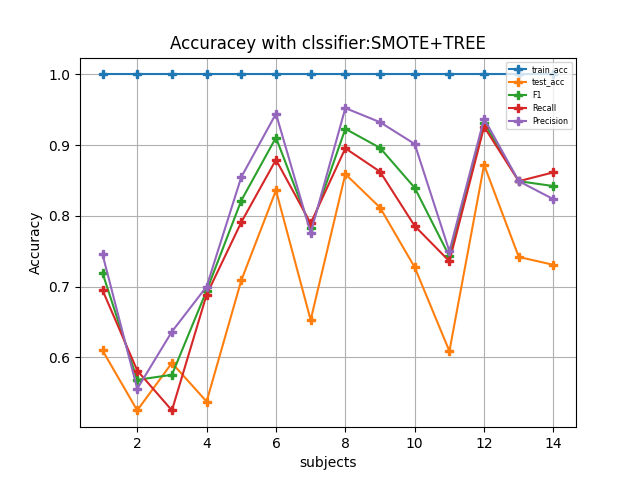 Accuracey with clssifier:SMOTE+TREE
1.0
0.9
0.8
0.7
0.6
Accuracy
train_acc
test_acc
F1
Recall
Precision
2 4 6 8 10 12 14
subjects